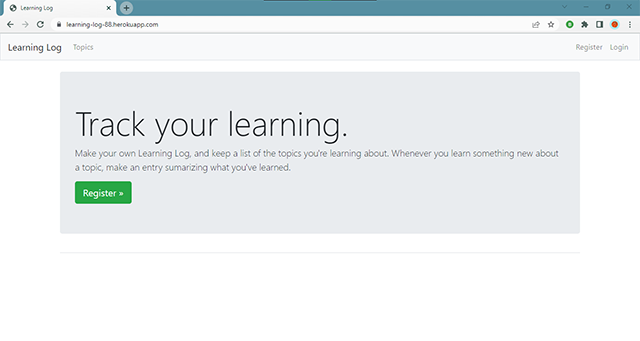 Learning Log
learning-log-88.herokuapp.com
Learning Log Topics Register Login
Track your learning.
Make your own Learning Log, and keep a list of the topics you're learning about. Whenever you learn something new about
a topic, make an entry sumarizing what you've learned.
Register »